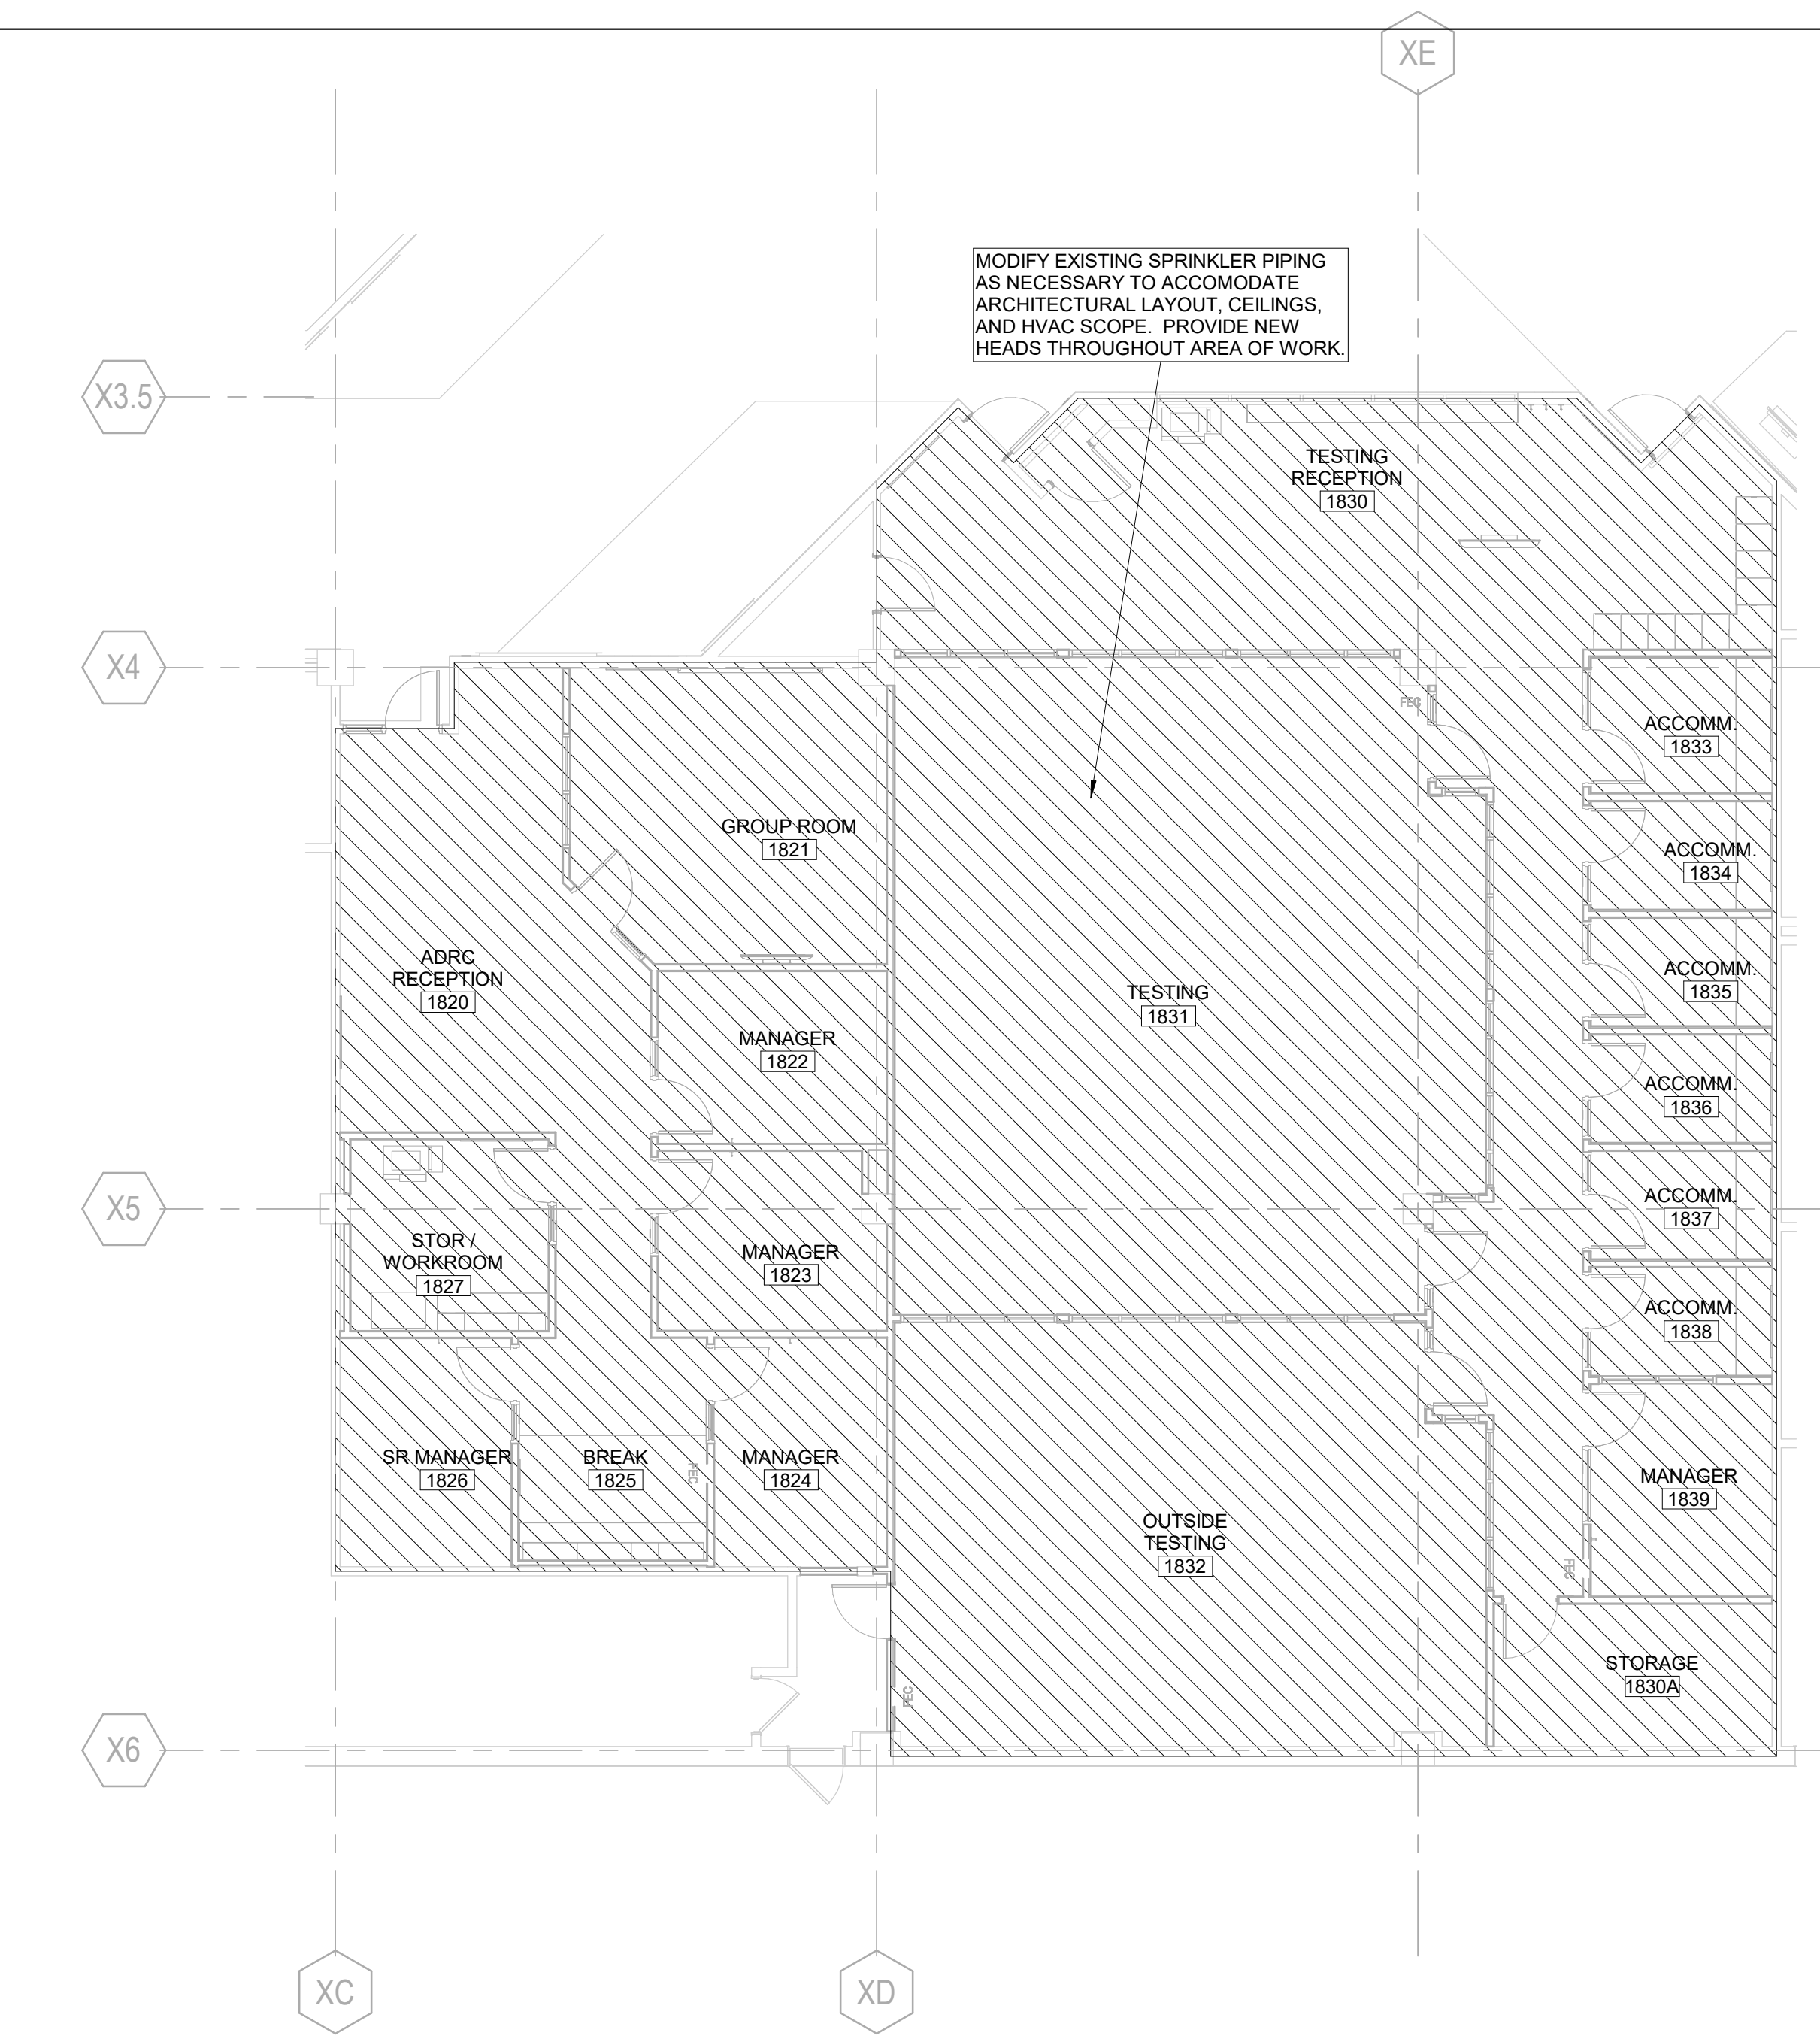 XE
MODIFY EXISTING SPRINKLER PIPING
AS NECESSARY TO ACCOMODATE
ARCHITECTURAL LAYOUT, CEILINGS,
AND HVAC SCOPE.  PROVIDE NEW
HEADS THROUGHOUT AREA OF WORK.
X3.5
TESTING
RECEPTION
1830
T T T
X4
FEC
ACCOMM.
1833
GROUP ROOM
1821
ACCOMM.
1834
ADRC
RECEPTION
1820
ACCOMM.
1835
TESTING
1831
MANAGER
1822
ACCOMM.
1836
X5
ACCOMM.
1837
STOR /
WORKROOM
1827
MANAGER
1823
ACCOMM.
1838
SR MANAGER
1826
BREAK
1825
FEC
MANAGER
1824
MANAGER
1839
OUTSIDE
TESTING
1832
FEC
STORAGE
1830A
FEC
X6
XC
XD